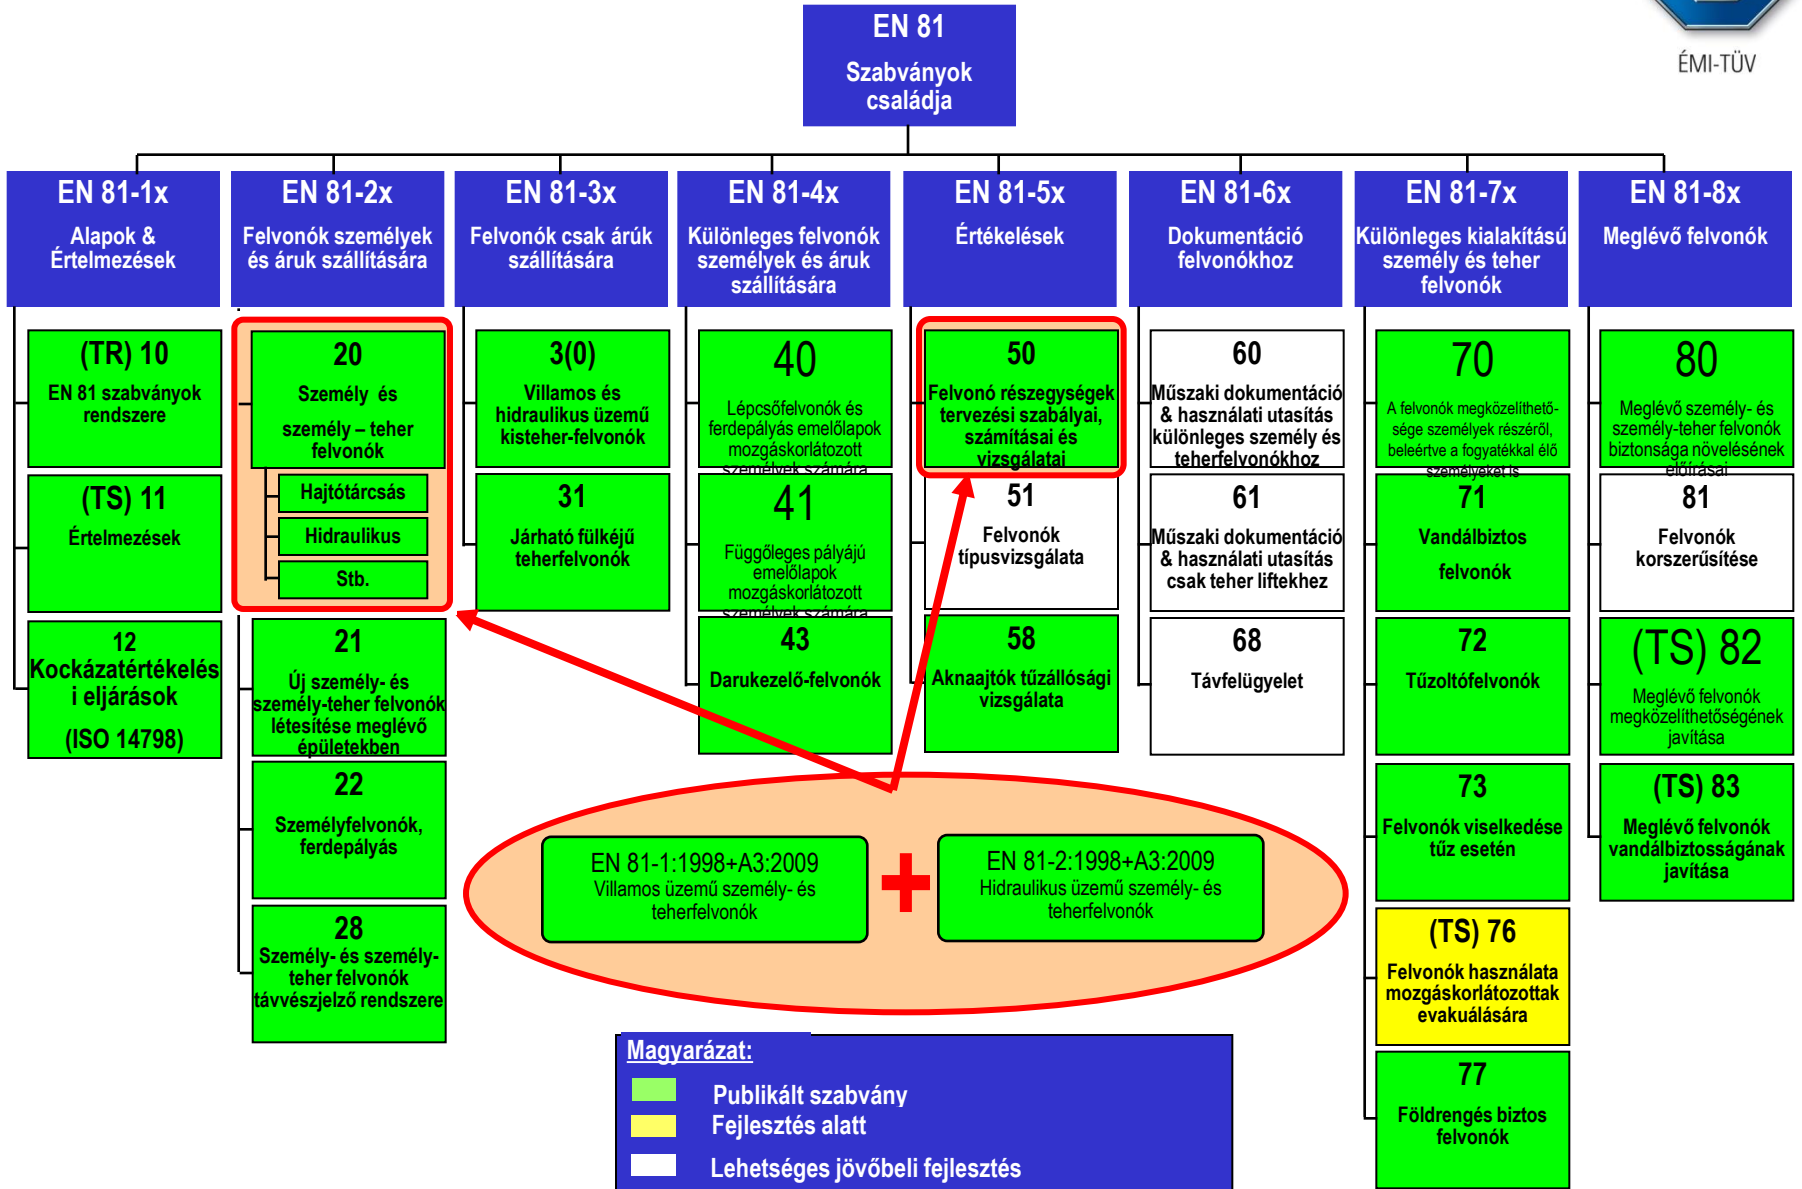 EN 81
Szabványok
családja
ÉMI-TÜV
EN 81-1x
Alapok &
Értelmezések
EN 81-2x
Felvonók személyek
és áruk szállítására
EN 81-3x
Felvonók csak árúk
szállítására
EN 81-4x
Különleges felvonók
személyek és áruk
szállítására
EN 81-5x
Értékelések
EN 81-6x
Dokumentáció
felvonókhoz
EN 81-7x
Különleges kialakítású
személy és teher
felvonók
EN 81-8x
Meglévő felvonók
(TR) 10
EN 81 szabványok
rendszere
(TS) 11
Értelmezések
12
Kockázatértékelés
i eljárások
(ISO 14798)
20
Személy és
személy – teher
felvonók
Hajtótárcsás
Hidraulikus
Stb.
21
Új személy- és
személy-teher felvonók
létesítése meglévő
épületekben
22
Személyfelvonók,
ferdepályás
28
Személy- és személy-
teher felvonók
távvészjelző rendszere
3(0)
Villamos és
hidraulikus üzemű
kisteher-felvonók
31
Járható fülkéjű
teherfelvonók
40
Lépcsőfelvonók és
ferdepályás emelőlapok
mozgáskorlátozott
személyek számára
41
Függőleges pályájú
emelőlapok
mozgáskorlátozott
személyek számára
43
Darukezelő-felvonók
50
Felvonó részegységek
tervezési szabályai,
számításai és
vizsgálatai
51
Felvonók
típusvizsgálata
58
Aknaajtók tűzállósági
vizsgálata
60
Műszaki dokumentáció
& használati utasítás
különleges személy és
teherfelvonókhoz
61
Műszaki dokumentáció
& használati utasítás
csak teher liftekhez
68
Távfelügyelet
70
A felvonók megközelíthető-
sége személyek részéről,
beleértve a fogyatékkal élő
személyeket is
71
Vandálbiztos
felvonók
72
Tűzoltófelvonók
73
Felvonók viselkedése
tűz esetén
(TS) 76
Felvonók használata
mozgáskorlátozottak
evakuálására
77
Földrengés biztos
felvonók
80
Meglévő személy- és
személy-teher felvonók
biztonsága növelésének
előírásai
81
Felvonók
korszerűsítése
(TS) 82
Meglévő felvonók
megközelíthetőségének
javítása
(TS) 83
Meglévő felvonók
vandálbiztosságának
javítása
EN 81-1:1998+A3:2009
Villamos üzemű személy- és
teherfelvonók
+
EN 81-2:1998+A3:2009
Hidraulikus üzemű személy- és
teherfelvonók
Magyarázat:
Publikált szabvány
Fejlesztés alatt
Lehetséges jövőbeli fejlesztés